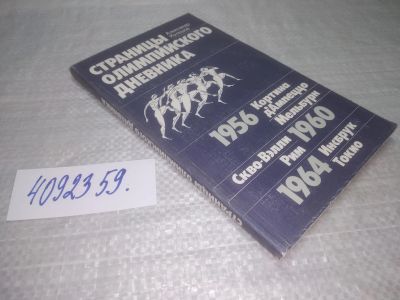 СТРАНИЦЫ
ОЛИМПИЙСКОГО
ДНЕВНИКА
1956 Кортина
д'Ампеццо
Мельбурн
Скво-Вэлли 1960
Рим
1964 Инсбрук
Токио
40923 59.